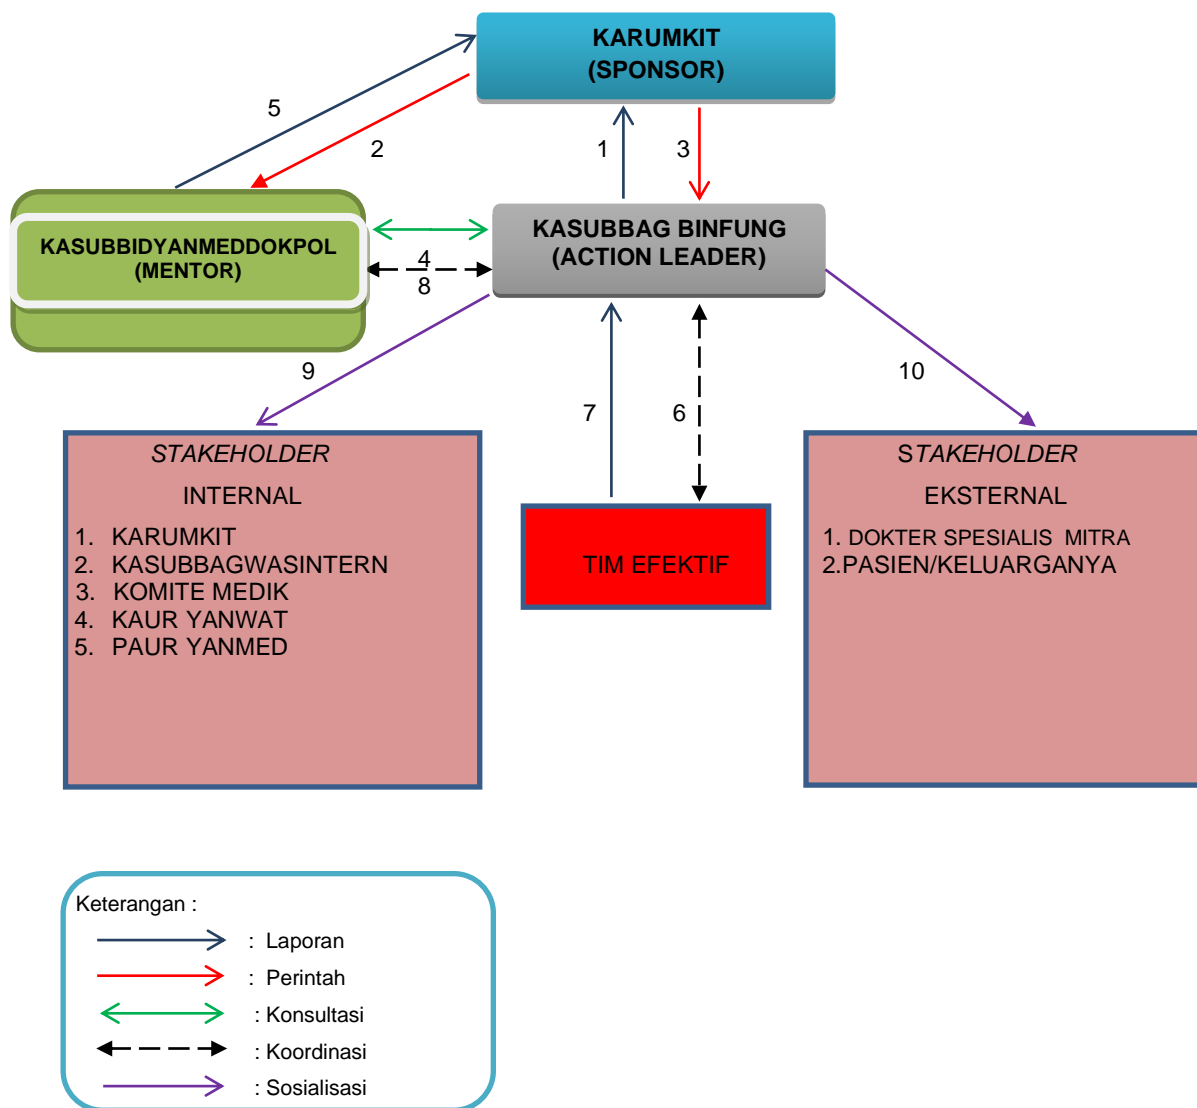 KARUMKIT
(SPONSOR)
5
2
1
3
KASUBBIDYANMEDDOKPOL
(MENTOR)
KASUBBAG BINFUNG
(ACTION LEADER)
4
8
9
10
7
6
STAKEHOLDER
INTERNAL
1. KARUMKIT
2. KASUBBAGWASINTERN
3. KOMITE MEDIK
4. KAUR YANWAT
5. PAUR YANMED
TIM EFEKTIF
STAKEHOLDER
EKSTERNAL
1. DOKTER SPESIALIS MITRA
2.PASIEN/KELUARGANYA
Keterangan :
: Laporan
: Perintah
: Konsultasi
: Koordinasi
: Sosialisasi